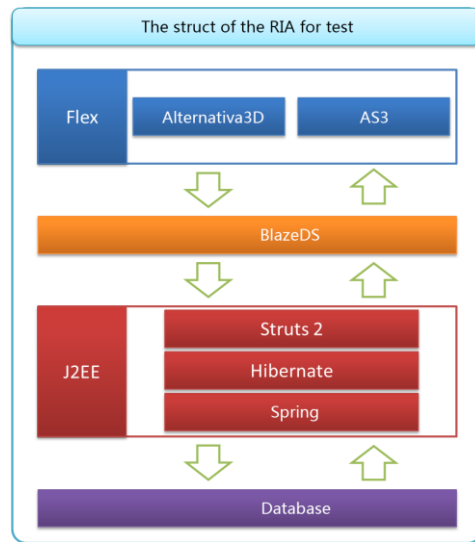 The struct of the RIA for test
Flex
Alternativa3D
AS3
BlazeDS
J2EE
Struts 2
Hibernate
Spring
Database